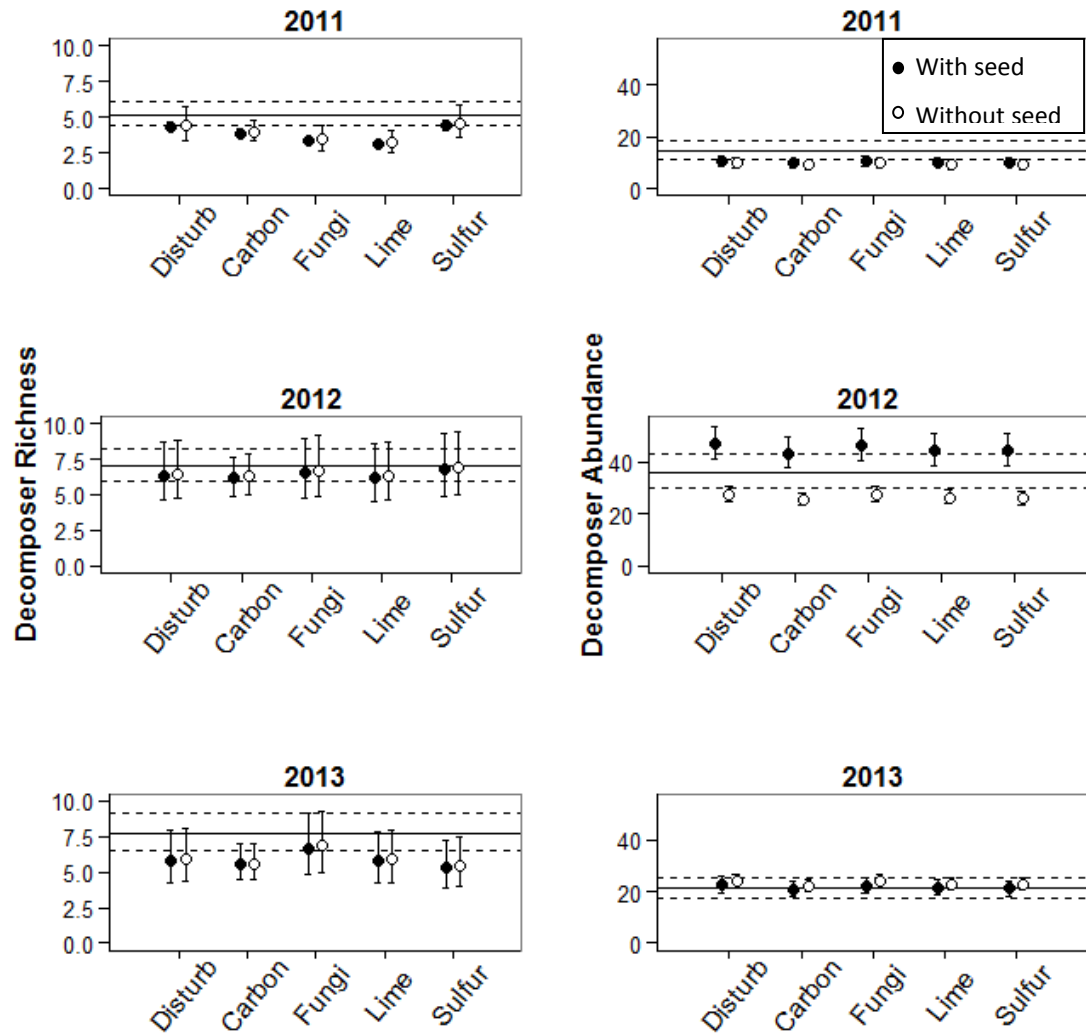 2011
10.0
7.5
5.0
2.5
0.0
Disturb
Carbon
Fungi
Lime
Sulfur
2011
With seed
Without seed
40
20
0
Disturb
Carbon
Fungi
Lime
Sulfur
Decomposer Richness
2012
10.0
7.5
5.0
2.5
0.0
Disturb
Carbon
Fungi
Lime
Sulfur
Decomposer Abundance
2012
40
20
0
Disturb
Carbon
Fungi
Lime
Sulfur
2013
10.0
7.5
5.0
2.5
0.0
Disturb
Carbon
Fungi
Lime
Sulfur
2013
40
20
0
Disturb
Carbon
Fungi
Lime
Sulfur